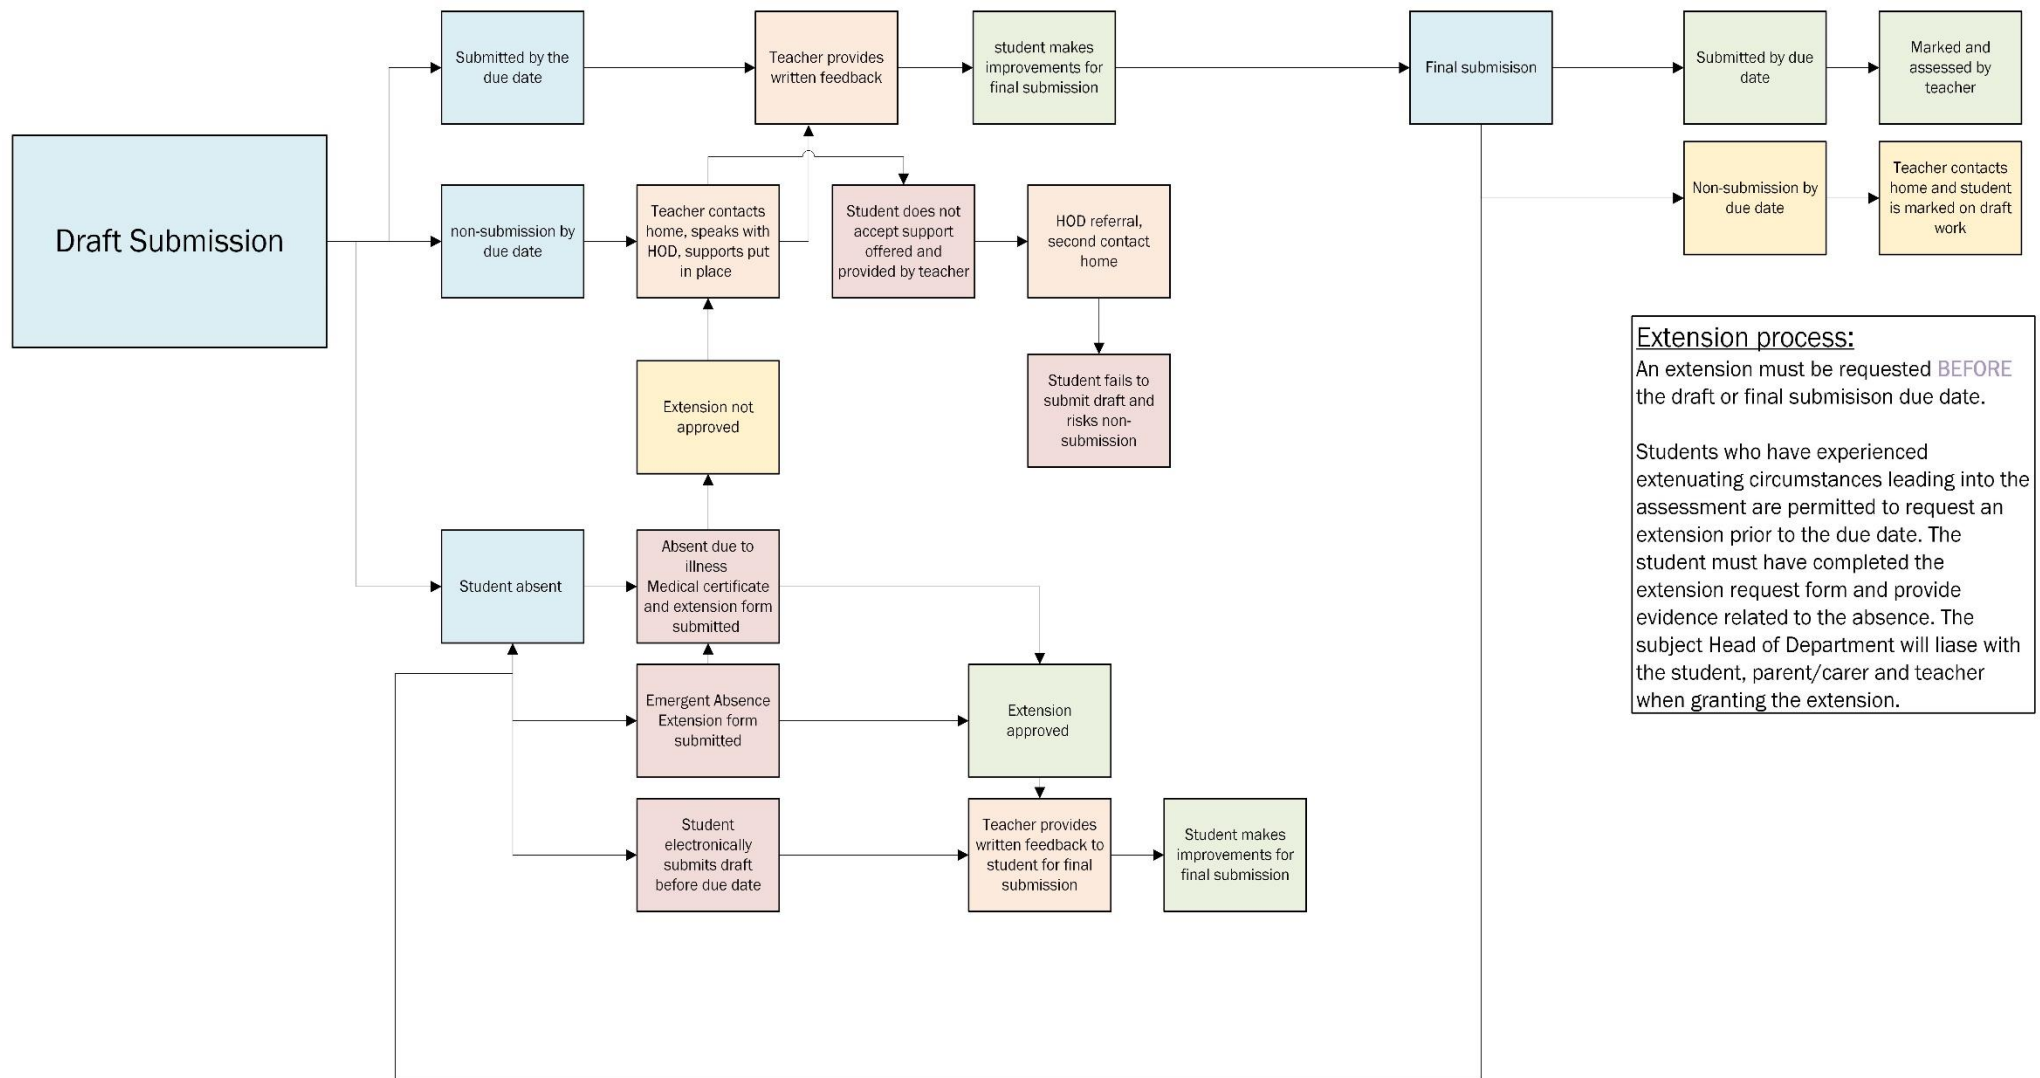 Submitted by the
due date
Teacher provides
written feedback
student makes
improvements for
final submission
Final submisison
Submitted by due
date
Marked and
assessed by
teacher
Draft Submission
non-submission by
due date
Teacher contacts
home, speaks with
HOD, supports put
in place
Student does not
accept support
offered and
provided by teacher
HOD referral,
second contact
home
Non-submission by
due date
Teacher contacts
home and student
is marked on draft
work
Extension not
approved
Student fails to
submit draft and
risks non-
submission
Extension process:
An extension must be requested BEFORE
the draft or final submisison due date.
Students who have experienced
extenuating circumstances leading into the
assessment are permitted to request an
extension prior to the due date. The
student must have completed the
extension request form and provide
evidence related to the absence. The
subject Head of Department will liase with
the student, parent/carer and teacher
when granting the extension.
Student absent
Absent due to
illness
Medical certificate
and extension form
submitted
Emergent Absence
Extension form
submitted
Extension
approved
Student
electronically
submits draft
before due date
Teacher provides
written feedback to
student for final
submission
Student makes
improvements for
final submission